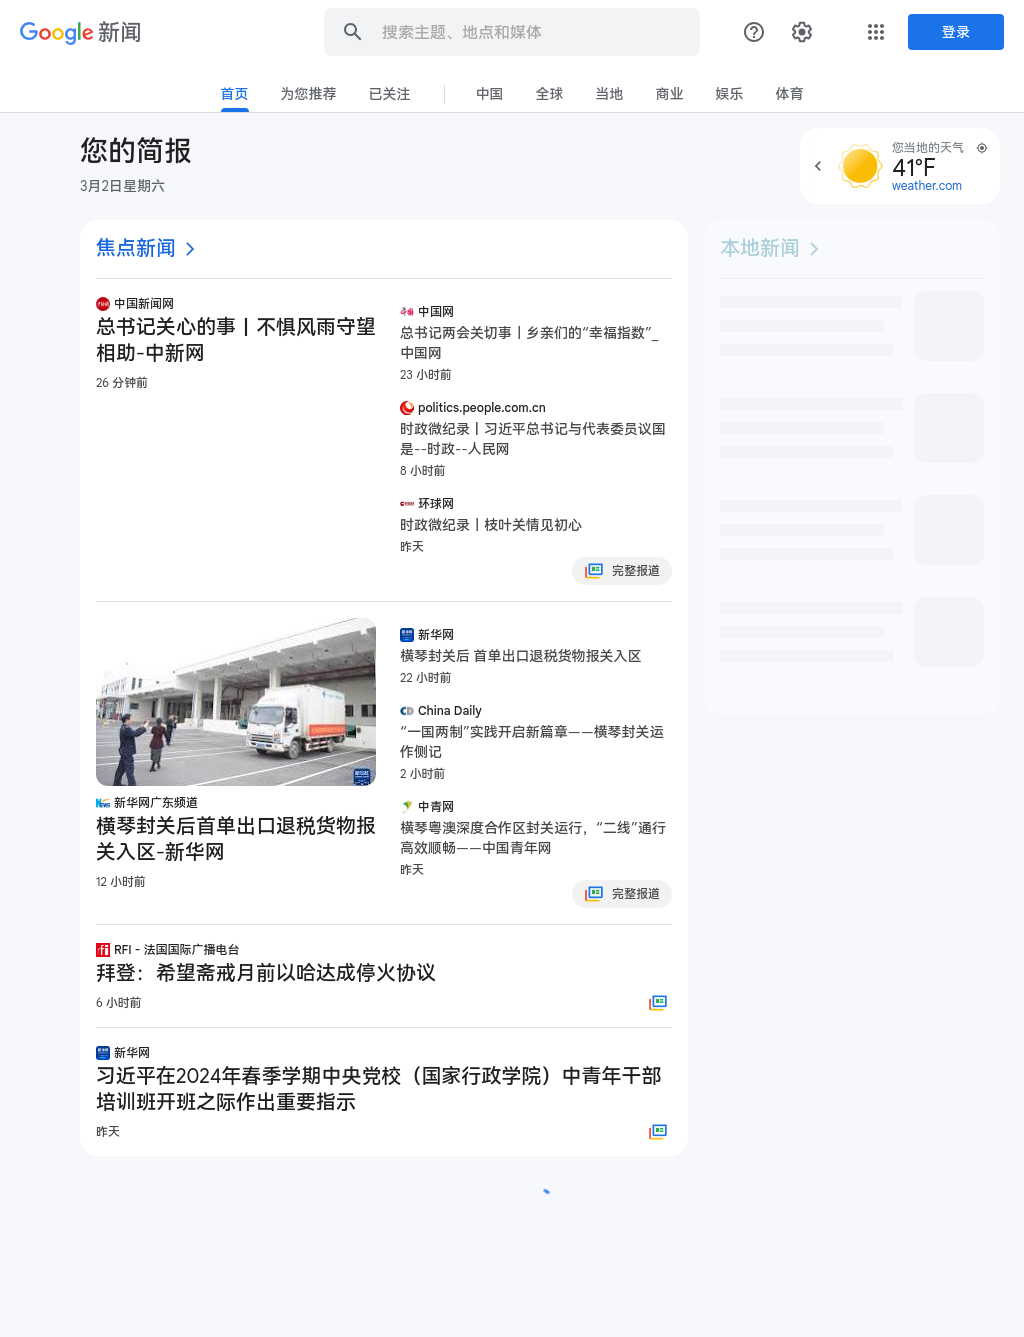 Google 新闻
搜索主题、地点和媒体
登录
首页
为您推荐
已关注
中国
全球
当地
商业
娱乐
体育
您的简报
3月2日星期六
您当地的天气
41°F
weather.com
焦点新闻
中国新闻网
总书记关心的事丨不惧风雨守望
相助-中新网
26 分钟前
中国网
总书记两会关切事丨乡亲们的“幸福指数”_
中国网
23 小时前
politics.people.com.cn
时政微纪录丨习近平总书记与代表委员议国
是--时政--人民网
8 小时前
环球网
时政微纪录丨枝叶关情见初心
昨天
完整报道
新华网广东频道
横琴封关后首单出口退税货物报
关入区-新华网
12 小时前
新华网
横琴封关后 首单出口退税货物报关入区
22 小时前
China Daily
“一国两制”实践开启新篇章——横琴封关运
作侧记
2 小时前
中青网
横琴粤澳深度合作区封关运行，“二线”通行
高效顺畅——中国青年网
昨天
完整报道
RFI - 法国国际广播电台
拜登：希望斋戒月前以哈达成停火协议
6 小时前
新华网
习近平在2024年春季学期中央党校（国家行政学院）中青年干部
培训班开班之际作出重要指示
昨天
本地新闻